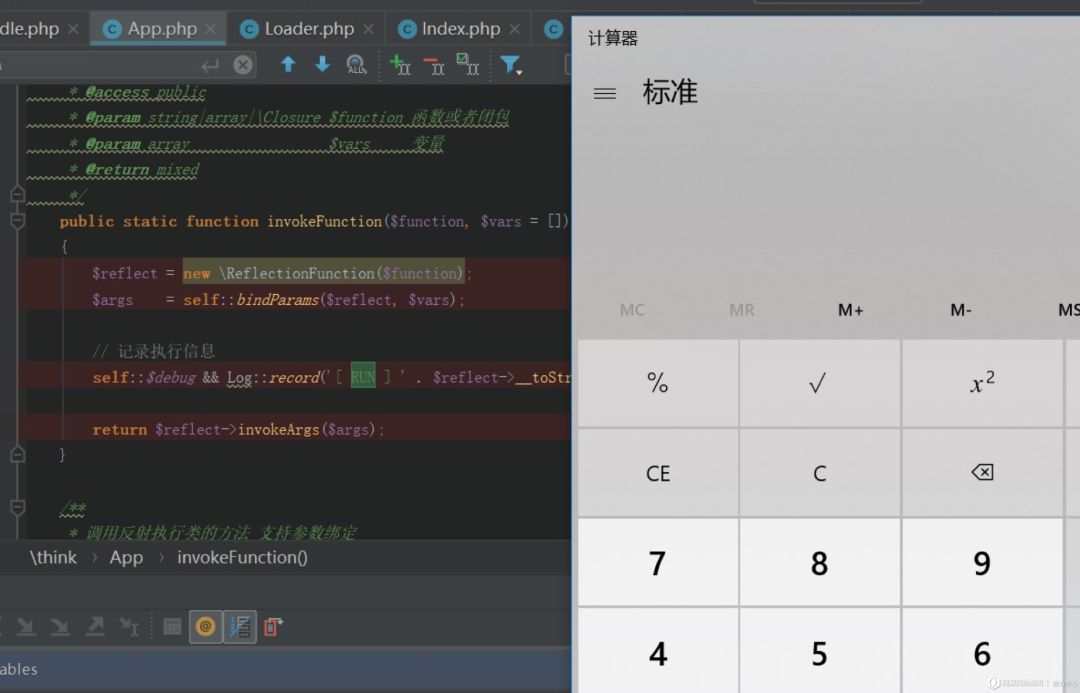 dle.php
App.php
Loader.php
Index.php
* @access public
* @param string|array|\Closure $function 函数或者闭包
* @param array $vars 变量
* @return mixed
*/
public static function invokeFunction($function, $vars = [])
{
$reflect = new \ReflectionFunction($function);
$args = self::bindParams($reflect, $vars);
// 记录执行信息
self::$debug && Log::record('[ RUN ] ' . $reflect->__toStr
return $reflect->invokeArgs($args);
}
/**
* 调用反射执行类的方法 支持参数绑定
\think › App › invokeFunction()
ables
计算器
标准
MC MR M+ M- MS
% √ x²
CE C
7 8 9
4 5 6